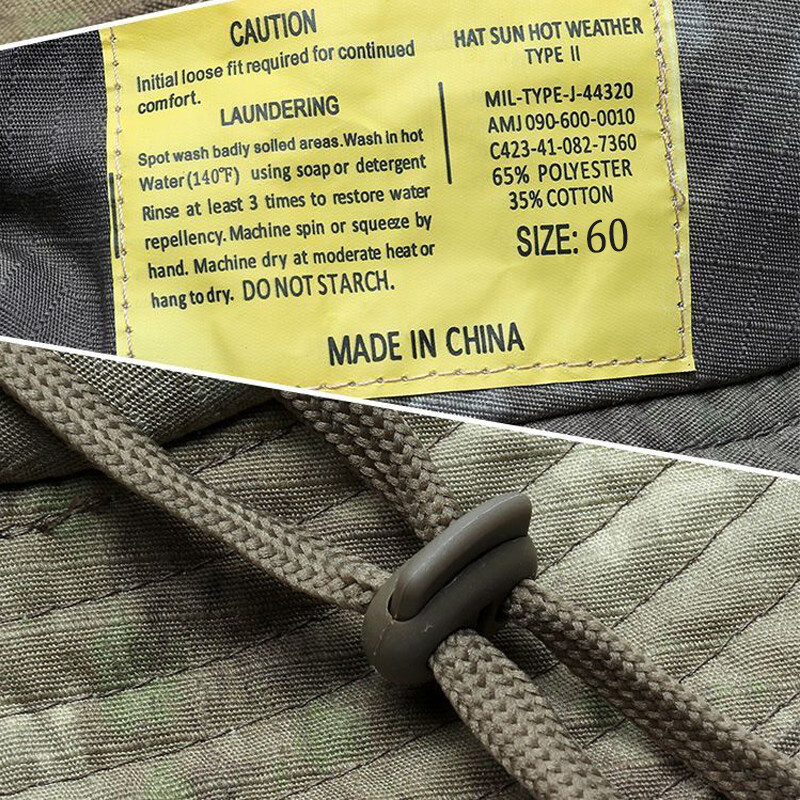 CAUTION
Initial loose fit required for continued
comfort.
LAUNDERING
Spot wash badly soiled areas.Wash in hot
Water(140℉) using soap or detergent
Rinse at least 3 times to restore water
repellency. Machine spin or squeeze by
hand. Machine dry at moderate heat or
hang to dry. DO NOT STARCH.
HAT SUN HOT WEATHER
TYPE II
MIL-TYPE-J-44320
AMJ 090-600-0010
C423-41-082-7360
65% POLYESTER
35% COTTON
SIZE: 60
MADE IN CHINA